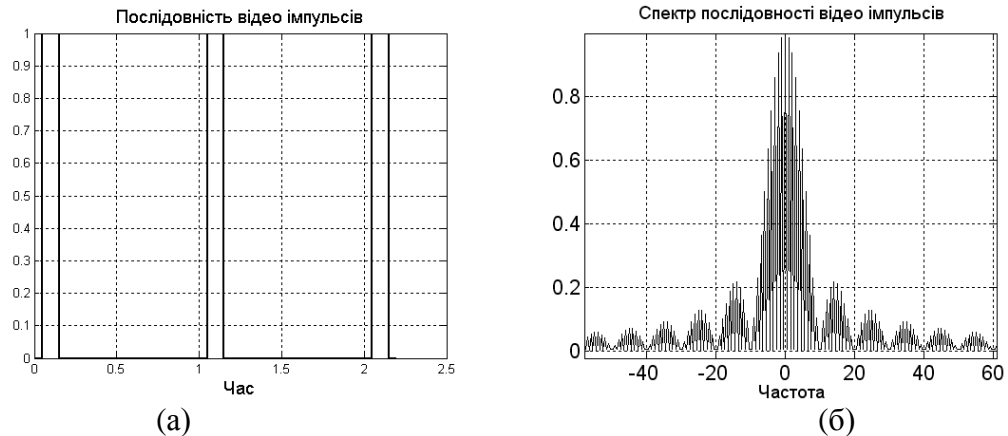 Послідовність відео імпульсів
1
0.9
0.8
0.7
0.6
0.5
0.4
0.3
0.2
0.1
0
0 0.5 1 1.5 2 2.5
Час
(а)
Спектр послідовності відео імпульсів
0.8
0.6
0.4
0.2
0
-40 -20 0 20 40 60
Частота
(б)